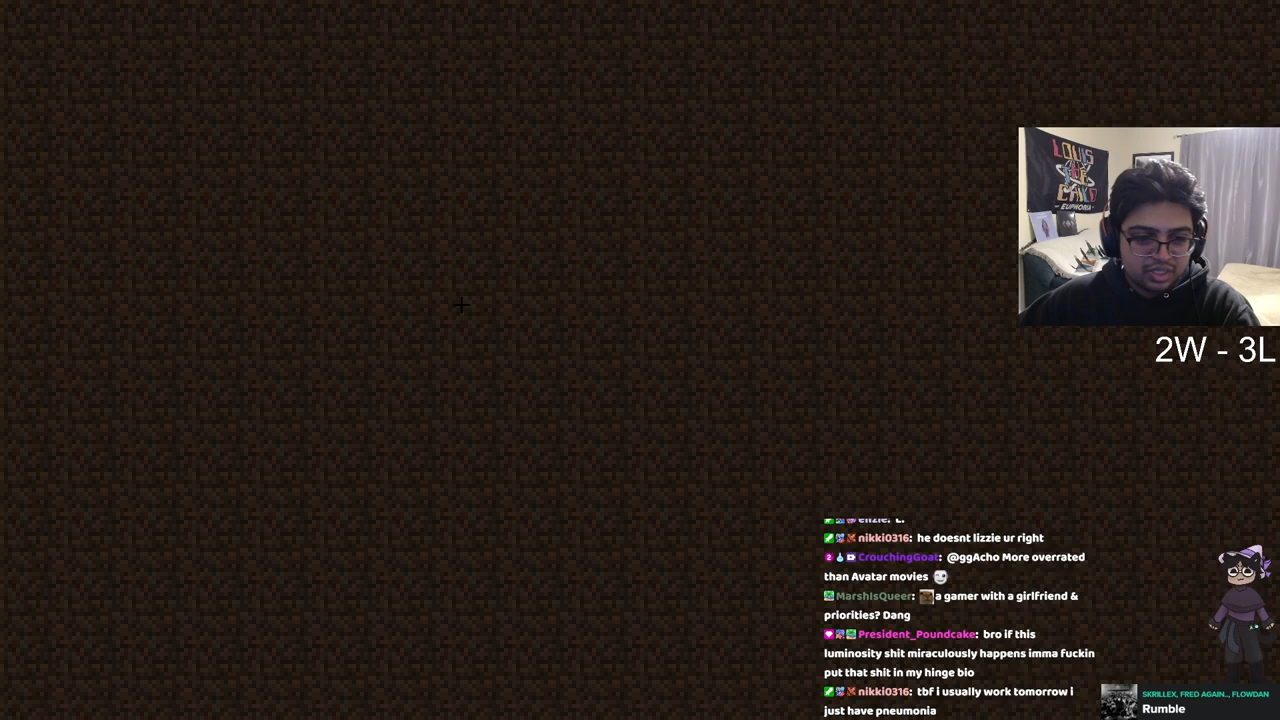 LOUIS
THE
CHILD
- EUPHORIA -
2W - 3L
nikki0316: he doesnt lizzie ur right
2 CrouchingGoat: @ggAcho More overrated
than Avatar movies
MarshIsQueer: a gamer with a girlfriend &
priorities? Dang
President_Poundcake: bro if this
luminosity shit miraculously happens imma fuckin
put that shit in my hinge bio
nikki0316: tbf i usually work tomorrow i
just have pneumonia
SKRILLEX, FRED AGAIN.., FLOWDAN
Rumble